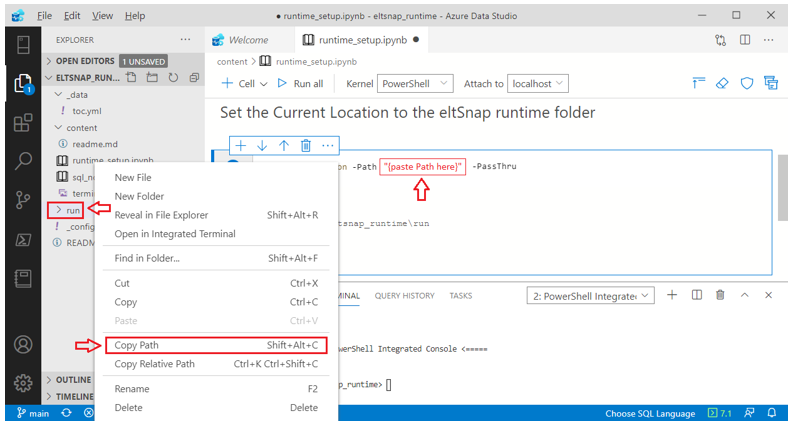 File Edit View Help
● runtime_setup.ipynb - eltsnap_runtime - Azure Data Studio
EXPLORER ···
Welcome
runtime_setup.ipynb ●
OPEN EDITORS 1 UNSAVED
content > runtime_setup.ipynb
ELTSNAP_RUN...
+ Cell Run all Kernel PowerShell Attach to localhost
_data
! toc.yml
Set the Current Location to the eltSnap runtime folder
content
readme.md
runtime_setup.ipynb
on -Path "{paste Path here}" -PassThru
sql_n
termi
run
! _config
README
tsnap_runtime\run
New File
New Folder
Reveal in File Explorer Shift+Alt+R
Open in Integrated Terminal
Find in Folder... Shift+Alt+F
Cut Ctrl+X
Copy Ctrl+C
Paste Ctrl+V
Copy Path Shift+Alt+C
Copy Relative Path Ctrl+K Ctrl+Shift+C
Rename F2
Delete Delete
MINAL QUERY HISTORY TASKS 2: PowerShell Integrate
owerShell Integrated Console <=====
p_runtime>
OUTLINE
TIMELINE
1
main
Choose SQL Language 7.1